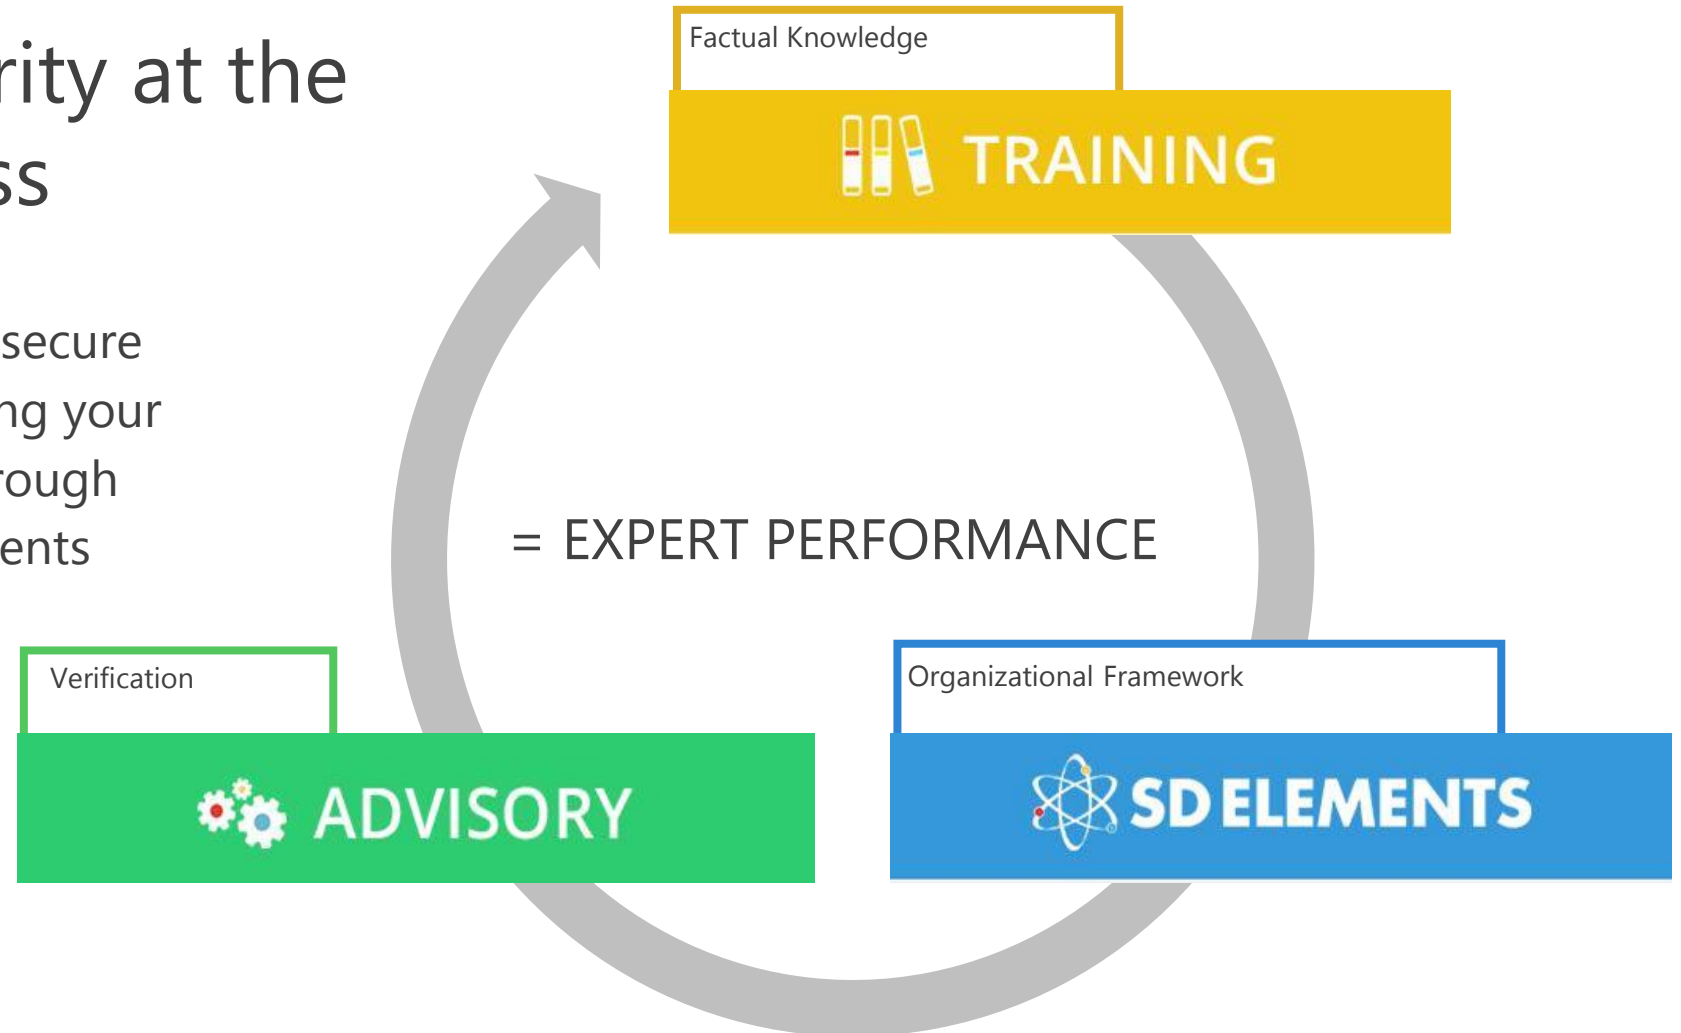 rity at the
ss
secure
ng your
rough
ents
Factual Knowledge
TRAINING
= EXPERT PERFORMANCE
Verification
ADVISORY
Organizational Framework
SD ELEMENTS